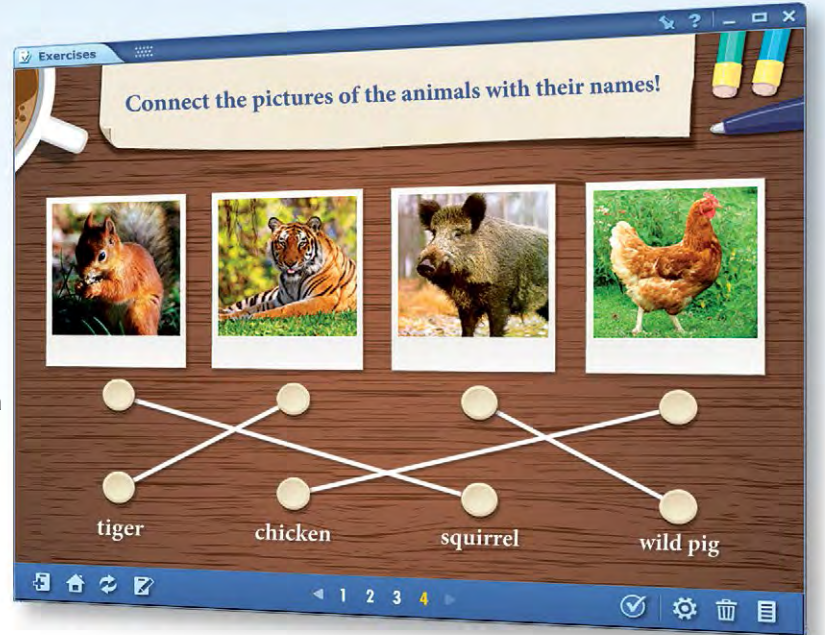 Exercises
?
Connect the pictures of the animals with their names!
tiger chicken squirrel wild pig
1 2 3 4